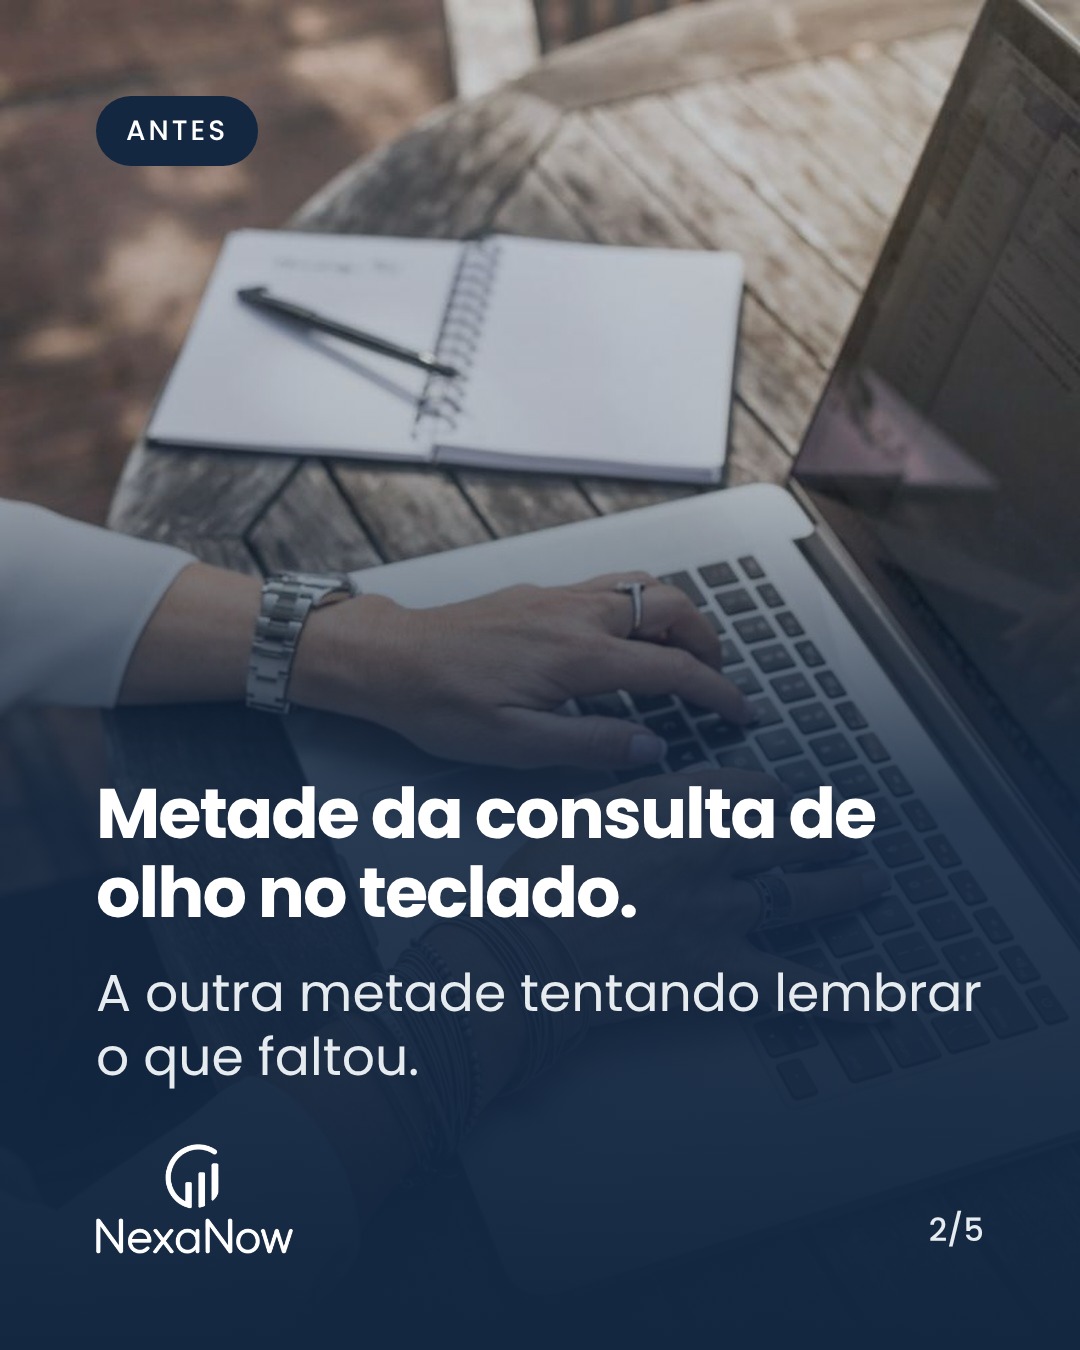 ANTES
Metade da consulta de
olho no teclado.
A outra metade tentando lembrar
o que faltou.
NexaNow
2/5